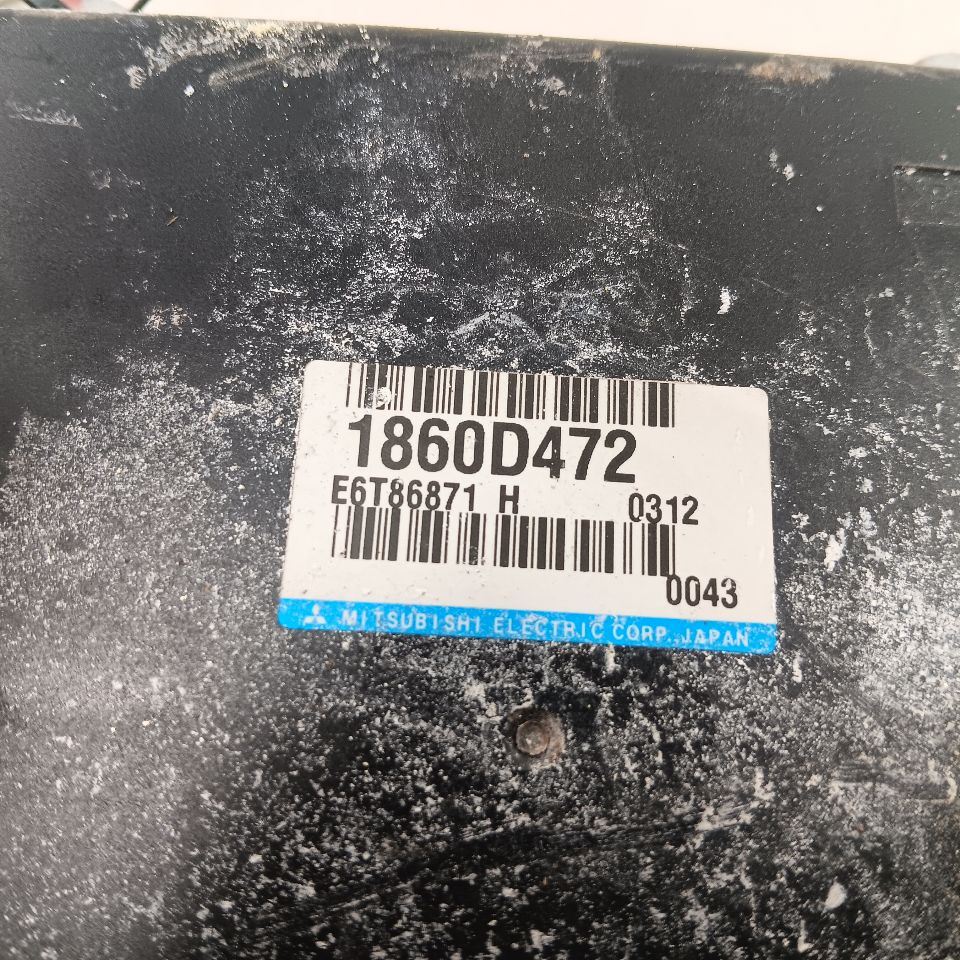 1860D472
E6T86871 H 0312
0043
MITSUBISHI ELECTRIC CORP. JAPAN